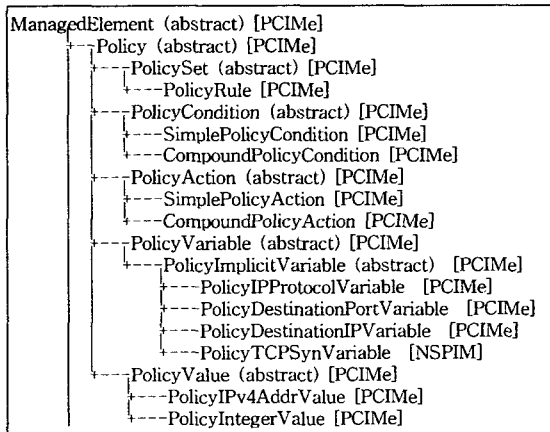 ManagedElement (abstract) [PCIMe]
+---Policy (abstract) [PCIMe]
+---PolicySet (abstract) [PCIMe]
+---PolicyRule [PCIMe]
+---PolicyCondition (abstract) [PCIMe]
+---SimplePolicyCondition [PCIMe]
+---CompoundPolicyCondition [PCIMe]
+---PolicyAction (abstract) [PCIMe]
+---SimplePolicyAction [PCIMe]
+---CompoundPolicyAction [PCIMe]
+---PolicyVariable (abstract) [PCIMe]
+---PolicyImplicitVariable (abstract) [PCIMe]
+---PolicyIPProtocolVariable [PCIMe]
+---PolicyDestinationPortVariable [PCIMe]
+---PolicyDestinationIPVariable [PCIMe]
+---PolicyTCPSynVariable [NSPIM]
+---PolicyValue (abstract) [PCIMe]
+---PolicyIPv4AddrValue [PCIMe]
+---PolicyIntegerValue [PCIMe]